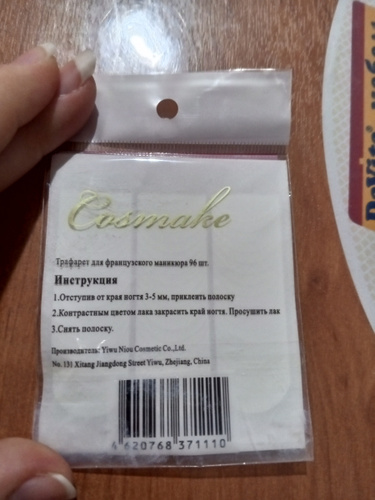 Cosmake
Трафарет для французского маникюра 96 шт.
Инструкция
1.Отступив от края ногтя 3-5 мм, приклеить полоску
2.Контрастным цветом лака закрасить край ногтя. Просушить лак
3.Снять полоску.
Производитель: Yiwu Niou Cosmetic Co.,Ltd.
No. 131 Xitang Jiangdong Street Yiwu, Zhejiang, China
4 620768 371110